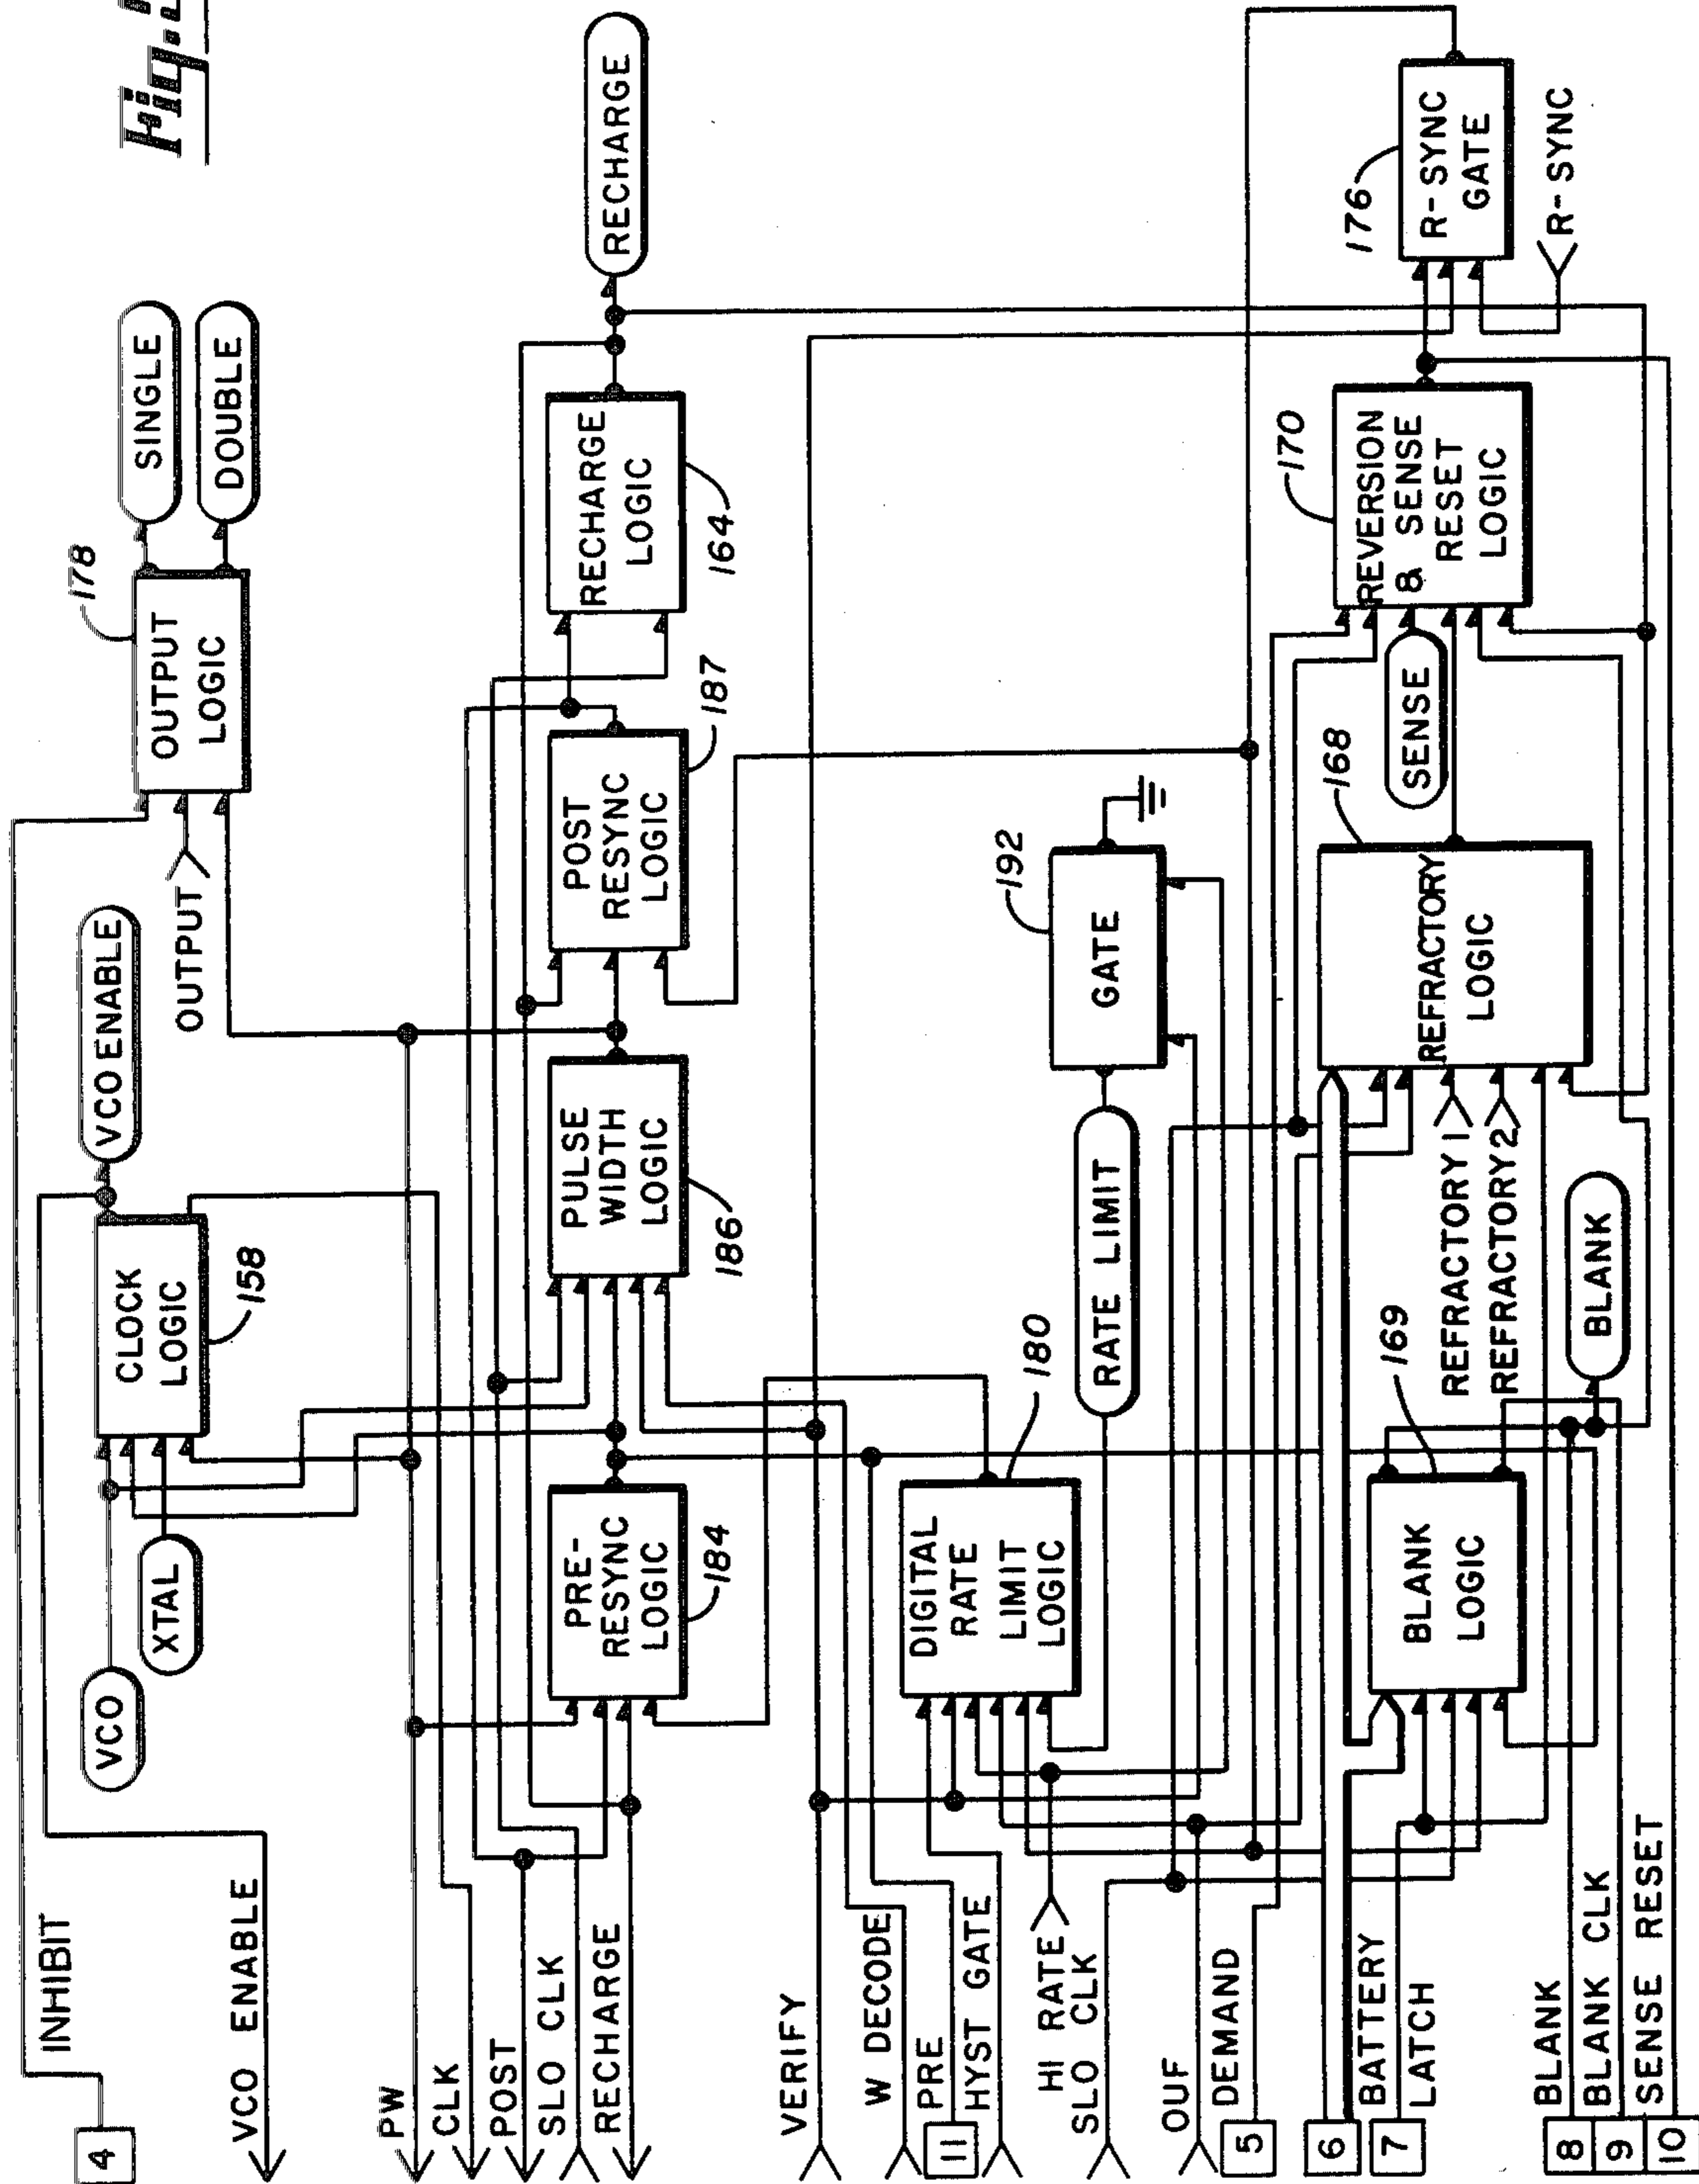 Fig.
4
INHIBIT
VCO ENABLE
VCO
XTAL
CLOCK
LOGIC
158
VCO ENABLE
OUTPUT
OUTPUT
LOGIC
178
SINGLE
DOUBLE
PW
CLK
POST
SLO CLK
RECHARGE
PRE-
RESYNC
LOGIC
184
PULSE
WIDTH
LOGIC
186
POST
RESYNC
LOGIC
187
RECHARGE
LOGIC
164
RECHARGE
VERIFY
W DECODE
11
PRE
HYST GATE
HI RATE
SLO CLK
OUF
DEMAND
5
DIGITAL
RATE
LIMIT
LOGIC
180
RATE LIMIT
GATE
192
6
BATTERY
7
LATCH
BLANK
LOGIC
169
REFRACTORY 1
REFRACTORY 2
BLANK
REFRACTORY
LOGIC
168
SENSE
REVERSION
& SENSE
RESET
LOGIC
170
R-SYNC
GATE
176
R-SYNC
8
BLANK
9
BLANK CLK
10
SENSE RESET